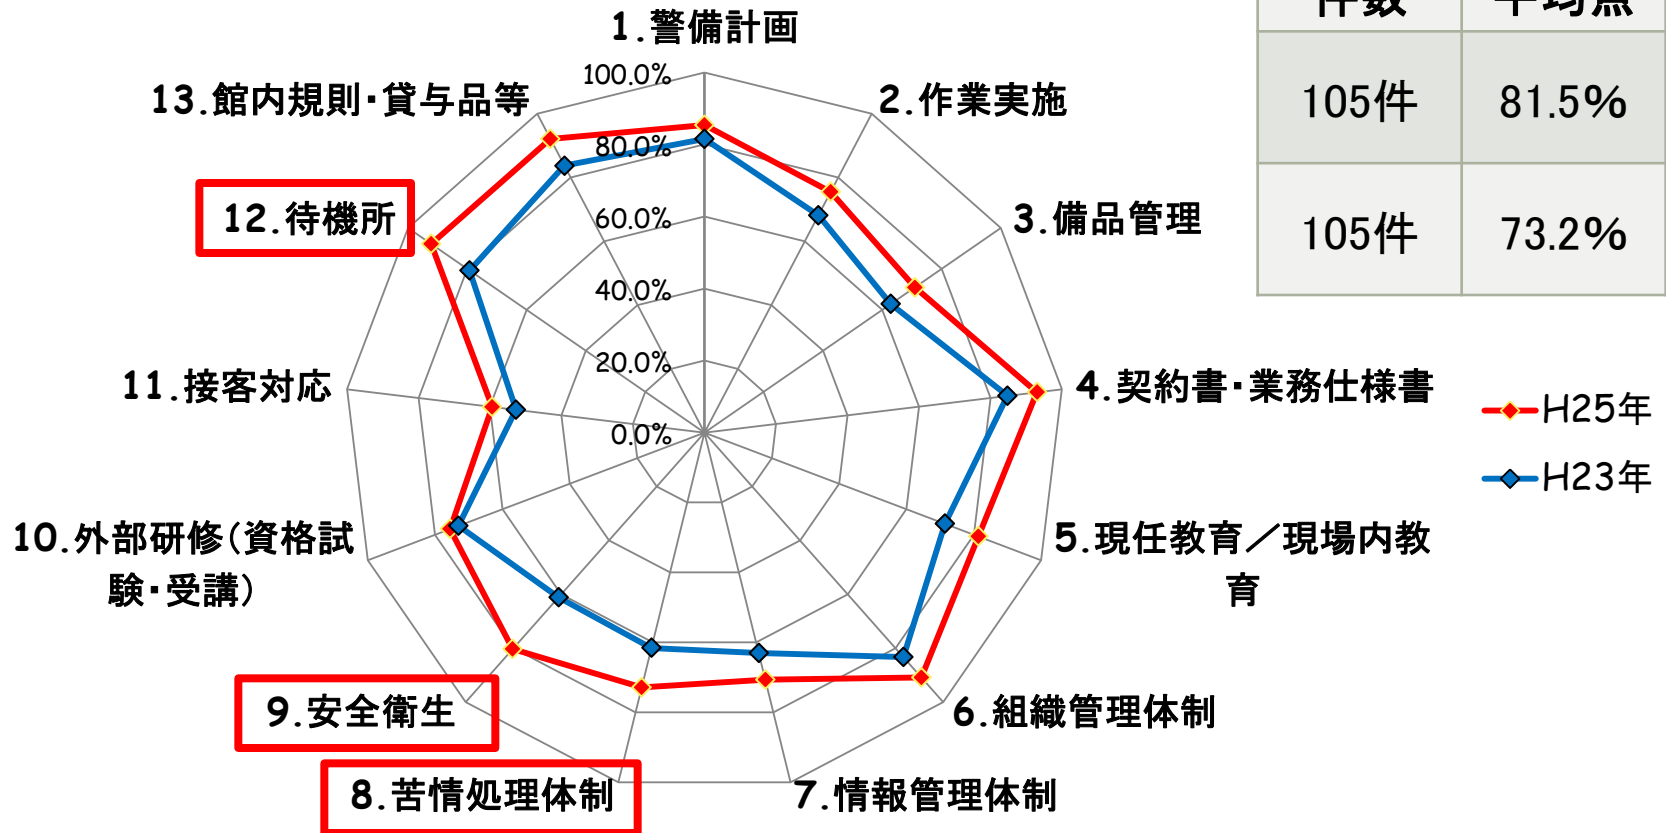 件数 平均点
105件 81.5%
105件 73.2%
1.警備計画
2.作業実施
3.備品管理
4.契約書・業務仕様書
5.現任教育／現場内教
育
6.組織管理体制
7.情報管理体制
8.苦情処理体制
9.安全衛生
10.外部研修（資格試
験・受講）
11.接客対応
12.待機所
13.館内規則・貸与品等
100.0%
80.0%
60.0%
40.0%
20.0%
0.0%
H25年
H23年